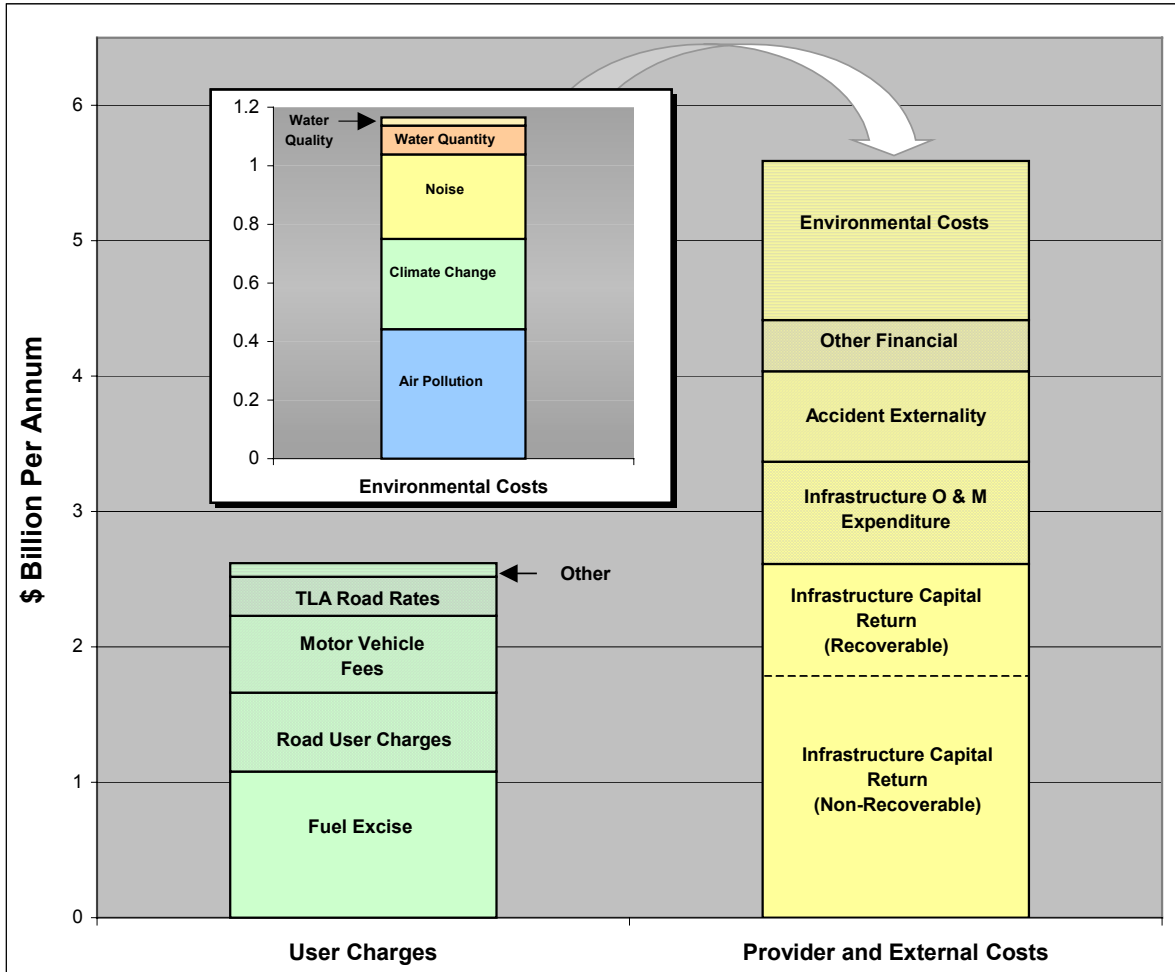 $ Billion Per Annum
6
5
4
3
2
1
0
1.2
1
0.8
0.6
0.4
0.2
0
Water
Quality
Water Quantity
Noise
Climate Change
Air Pollution
Environmental Costs
Other
TLA Road Rates
Motor Vehicle
Fees
Road User Charges
Fuel Excise
User Charges
Environmental Costs
Other Financial
Accident Externality
Infrastructure O & M
Expenditure
Infrastructure Capital
Return
(Recoverable)
Infrastructure Capital
Return
(Non-Recoverable)
Provider and External Costs